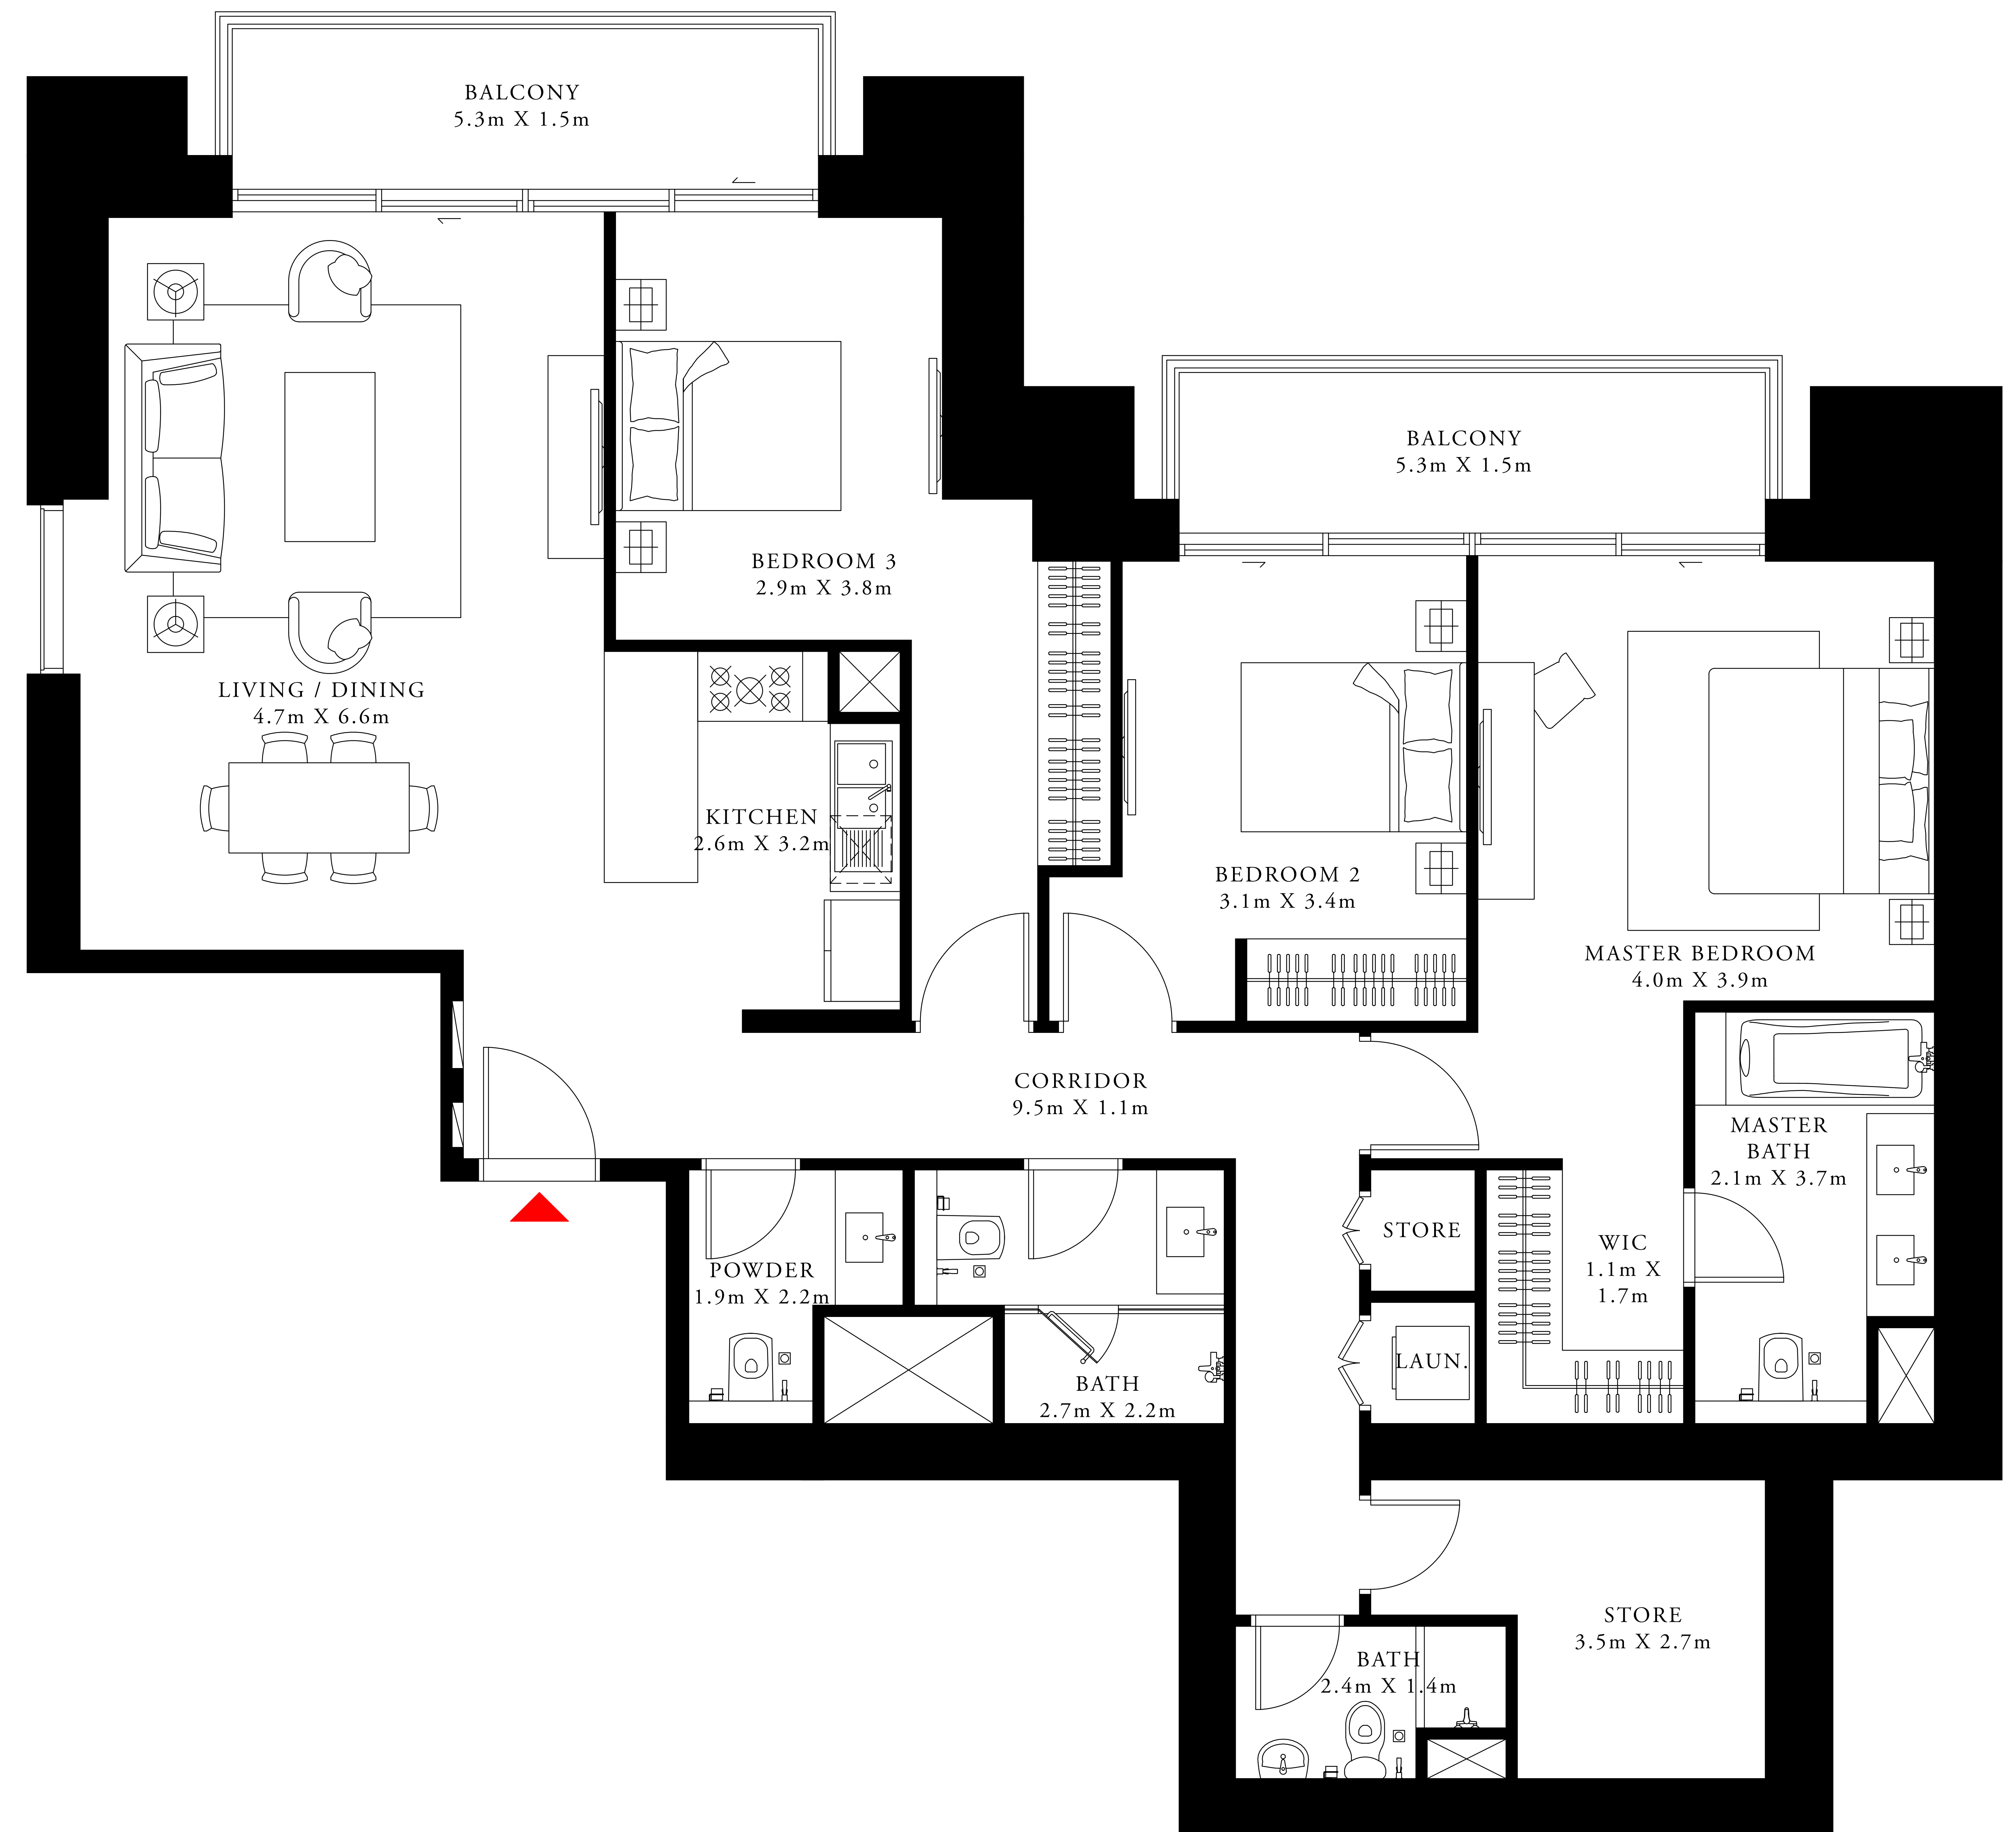 BALCONY
5.3m X 1.5m
BALCONY
5.3m X 1.5m
BEDROOM 3
2.9m X 3.8m
LIVING / DINING
4.7m X 6.6m
KITCHEN
2.6m X 3.2m
BEDROOM 2
3.1m X 3.4m
MASTER BEDROOM
4.0m X 3.9m
CORRIDOR
9.5m X 1.1m
MASTER
BATH
2.1m X 3.7m
STORE
WIC
1.1m X
1.7m
POWDER
1.9m X 2.2m
LAUN.
BATH
2.7m X 2.2m
STORE
3.5m X 2.7m
BATH
2.4m X 1.4m